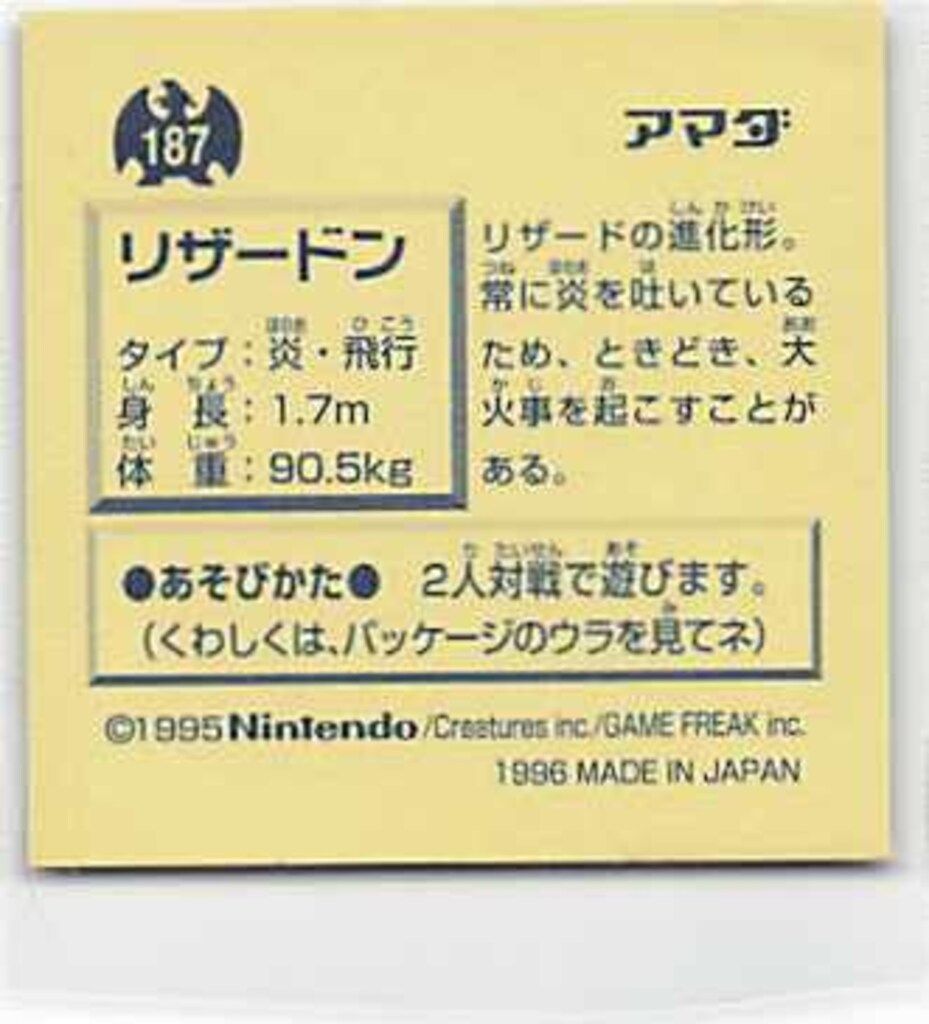 187
アマダ
リザードン
タイプ：炎・飛行
身長：1.7m
体重：90.5kg
リザードの進化形。
常に炎を吐いている
ため、ときどき、大
火事を起こすことが
ある。
●あそびかた● 2人対戦で遊びます。
（くわしくは、パッケージのウラを見てネ）
©1995 Nintendo/Creatures inc./GAME FREAK inc.
1996 MADE IN JAPAN